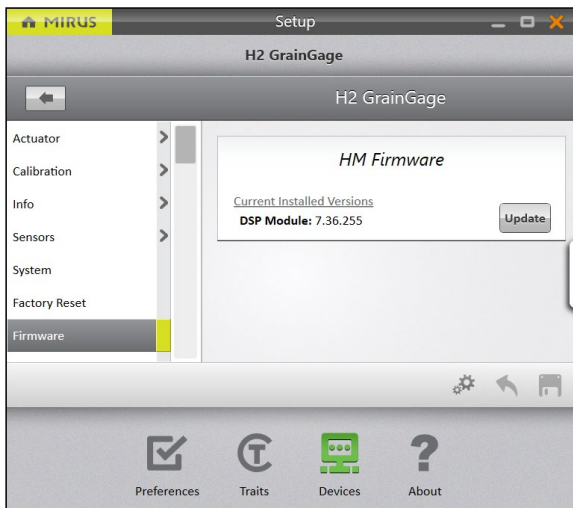 MIRUS
Setup
H2 GrainGage
H2 GrainGage
Actuator
Calibration
Info
Sensors
System
Factory Reset
Firmware
HM Firmware
Current Installed Versions
DSP Module: 7.36.255
Update
Preferences
Traits
Devices
About